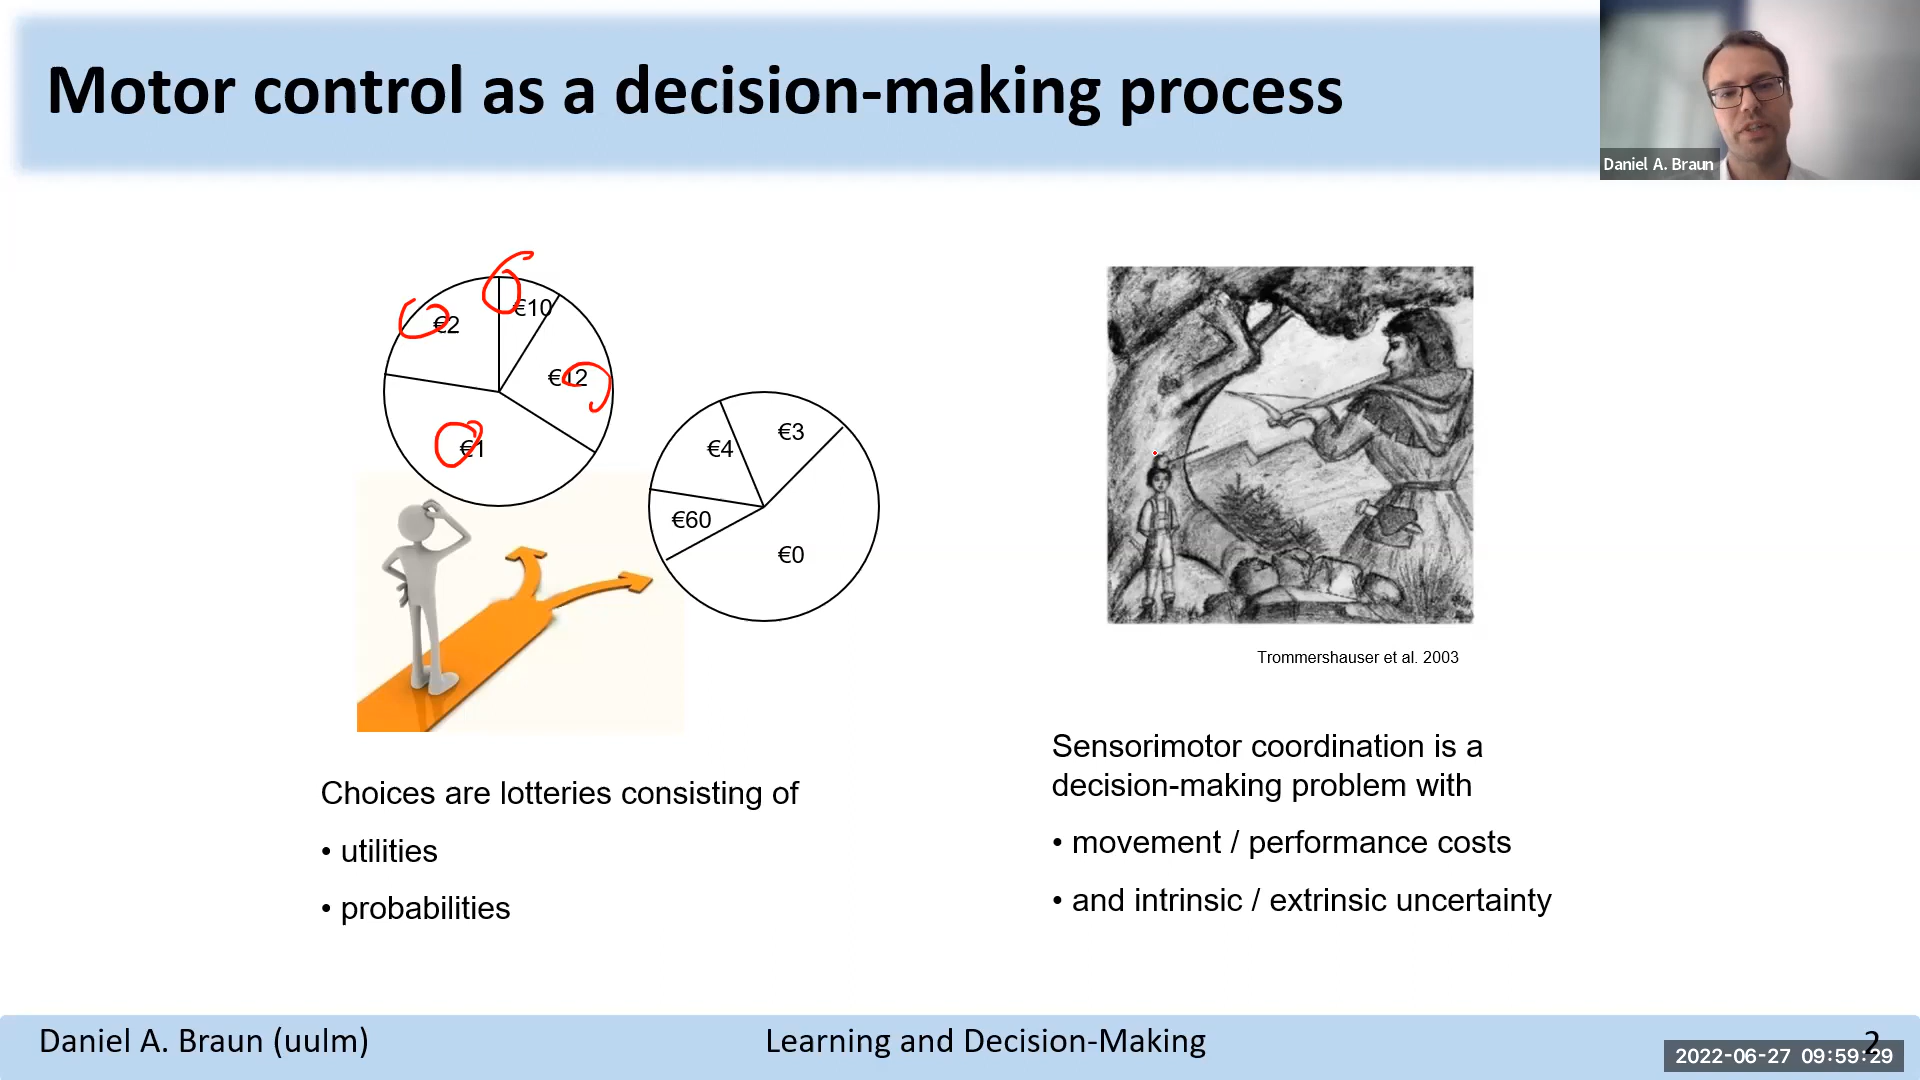 Motor control as a decision-making process
Daniel A. Braun
€2
€10
€12
€1
€4
€3
€60
€0
Trommershauser et al. 2003
Choices are lotteries consisting of
• utilities
• probabilities
Sensorimotor coordination is a
decision-making problem with
• movement / performance costs
• and intrinsic / extrinsic uncertainty
Daniel A. Braun (uulm)
Learning and Decision-Making
2
2022-06-27 09:59:29